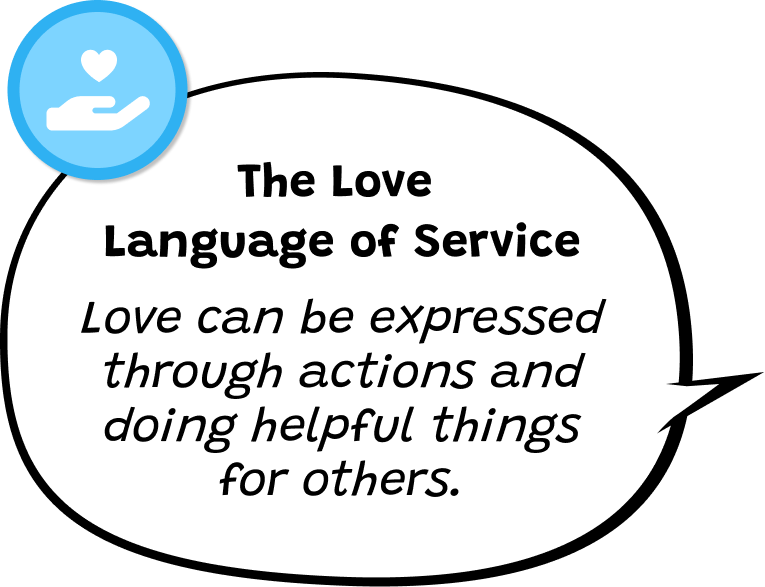 The Love
Language of Service
Love can be expressed
through actions and
doing helpful things
for others.